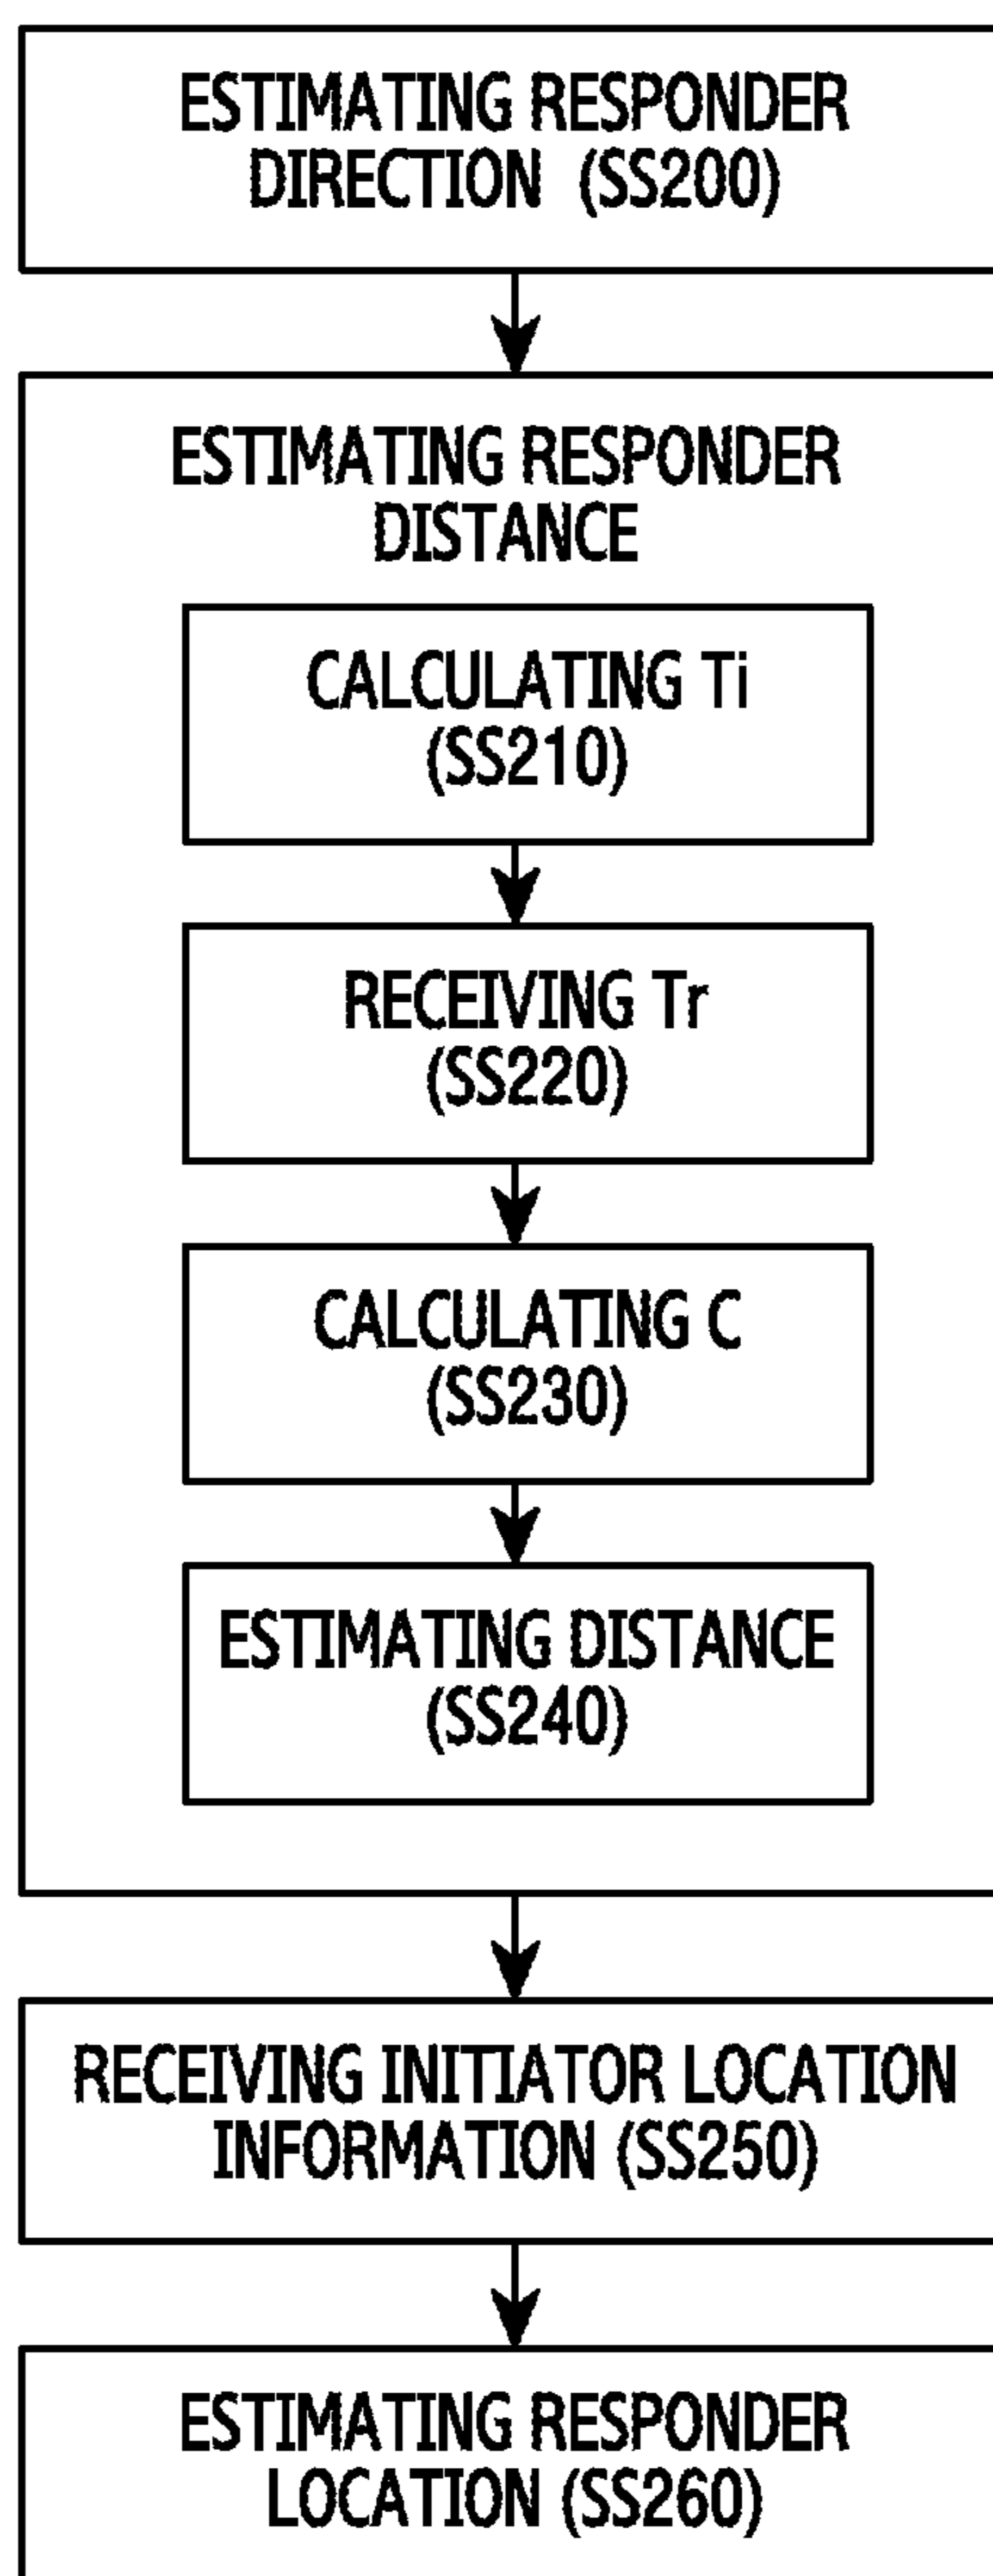 ESTIMATING RESPONDER
DIRECTION (SS200)
ESTIMATING RESPONDER
DISTANCE
CALCULATING Ti
(SS210)
RECEIVING Tr
(SS220)
CALCULATING C
(SS230)
ESTIMATING DISTANCE
(SS240)
RECEIVING INITIATOR LOCATION
INFORMATION (SS250)
ESTIMATING RESPONDER
LOCATION (SS260)